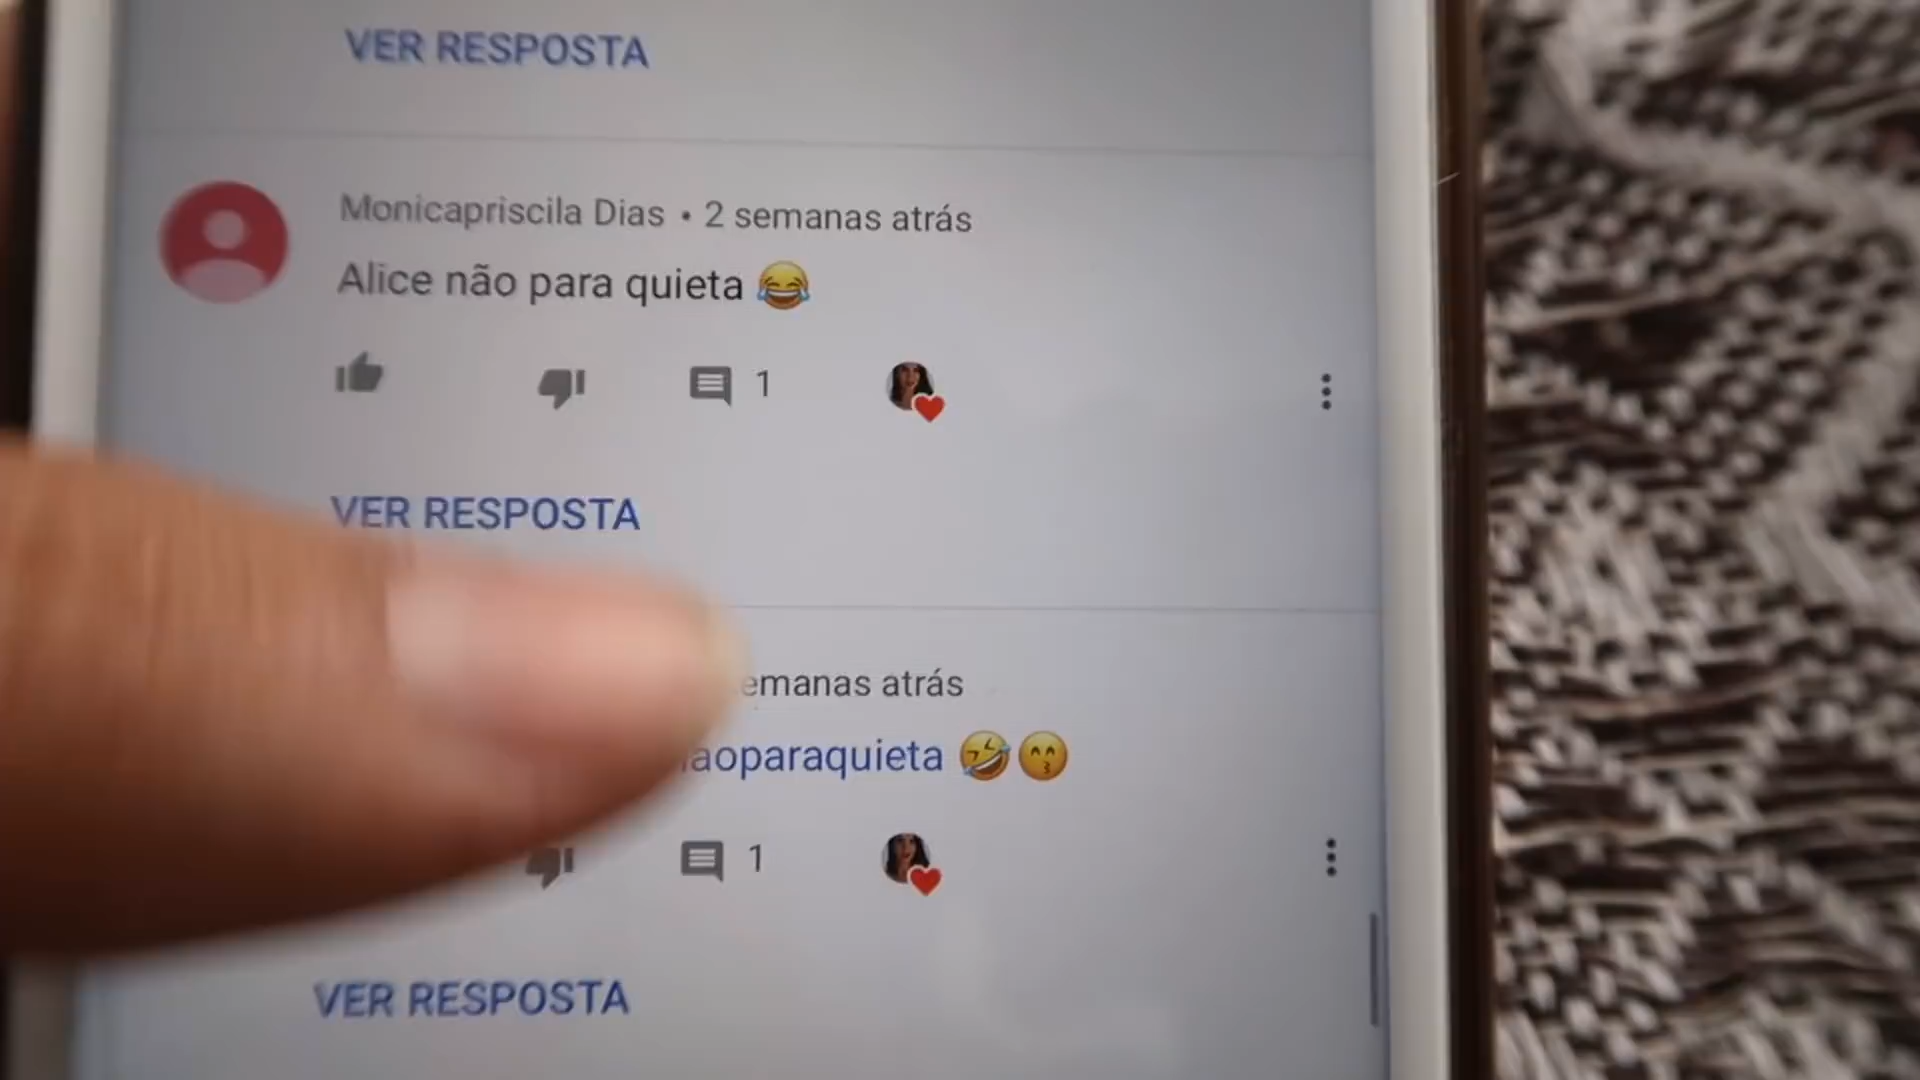 VER RESPOSTA
Monicapriscila Dias • 2 semanas atrás
Alice não para quieta 😂
1
VER RESPOSTA
emanas atrás
aoparaquieta 🤣😙
1
VER RESPOSTA